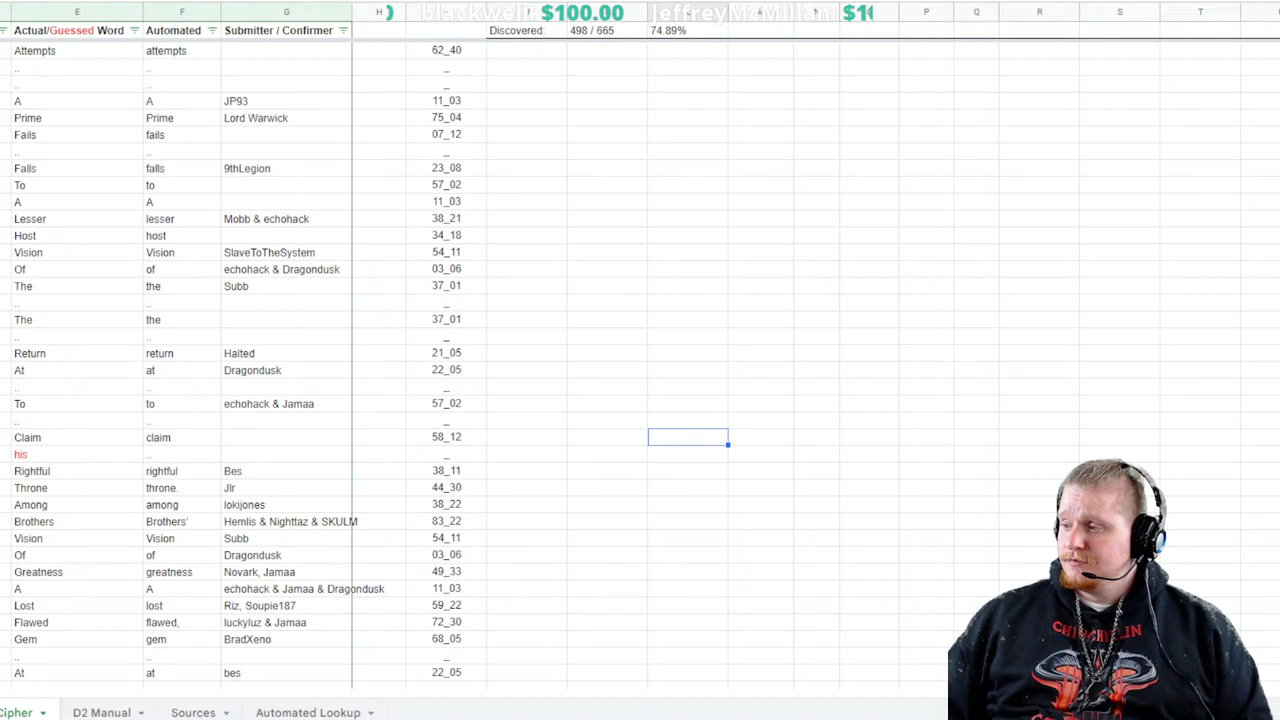 E F G H P Q R S T
) blackwell: $100.00 JeffreyMcMillan:
Actual/Guessed Word Automated Submitter / Confirmer Discovered: 498 / 665 74.89%
Attempts attempts 62_40
.. .. _
.. .. _
A A JP93 11_03
Prime Prime Lord Warwick 75_04
Fails fails 07_12
.. .. _
Falls falls 9thLegion 23_08
To to 57_02
A A 11_03
Lesser lesser Mobb & echohack 38_21
Host host 34_18
Vision Vision SlaveToTheSystem 54_11
Of of echohack & Dragondusk 03_06
The the Subb 37_01
.. .. _
The the 37_01
.. .. _
Return return Halted 21_05
At at Dragondusk 22_05
.. .. _
To to echohack & Jamaa 57_02
.. .. _
Claim claim 58_12
his .. _
Rightful rightful Bes 38_11
Throne throne. Jlr 44_30
Among among lokijones 38_22
Brothers Brothers' Hemlis & Nighttaz & SKULM 83_22
Vision Vision Subb 54_11
Of of Dragondusk 03_06
Greatness greatness Novark, Jamaa 49_33
A A echohack & Jamaa & Dragondusk 11_03
Lost lost Riz, Soupie187 59_22
Flawed flawed, luckyluz & Jamaa 72_30
Gem gem BradXeno 68_05
.. .. _
At at bes 22_05
Cipher D2 Manual Sources Automated Lookup